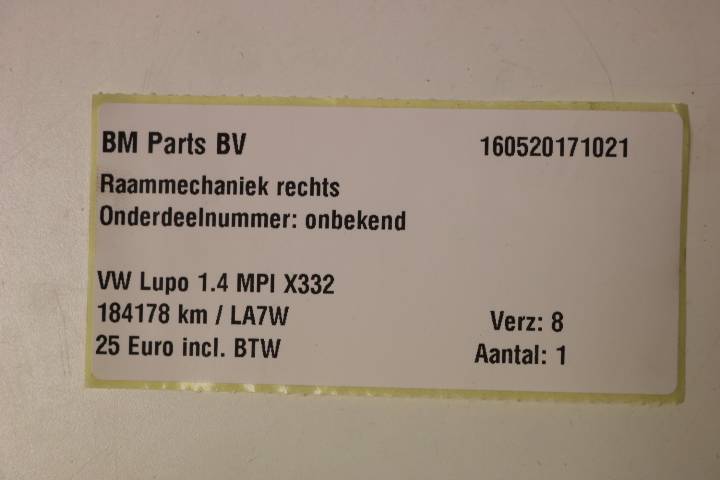 BM Parts BV 160520171021
Raammechaniek rechts
Onderdeelnummer: onbekend
VW Lupo 1.4 MPI X332
184178 km / LA7W Verz: 8
25 Euro incl. BTW Aantal: 1